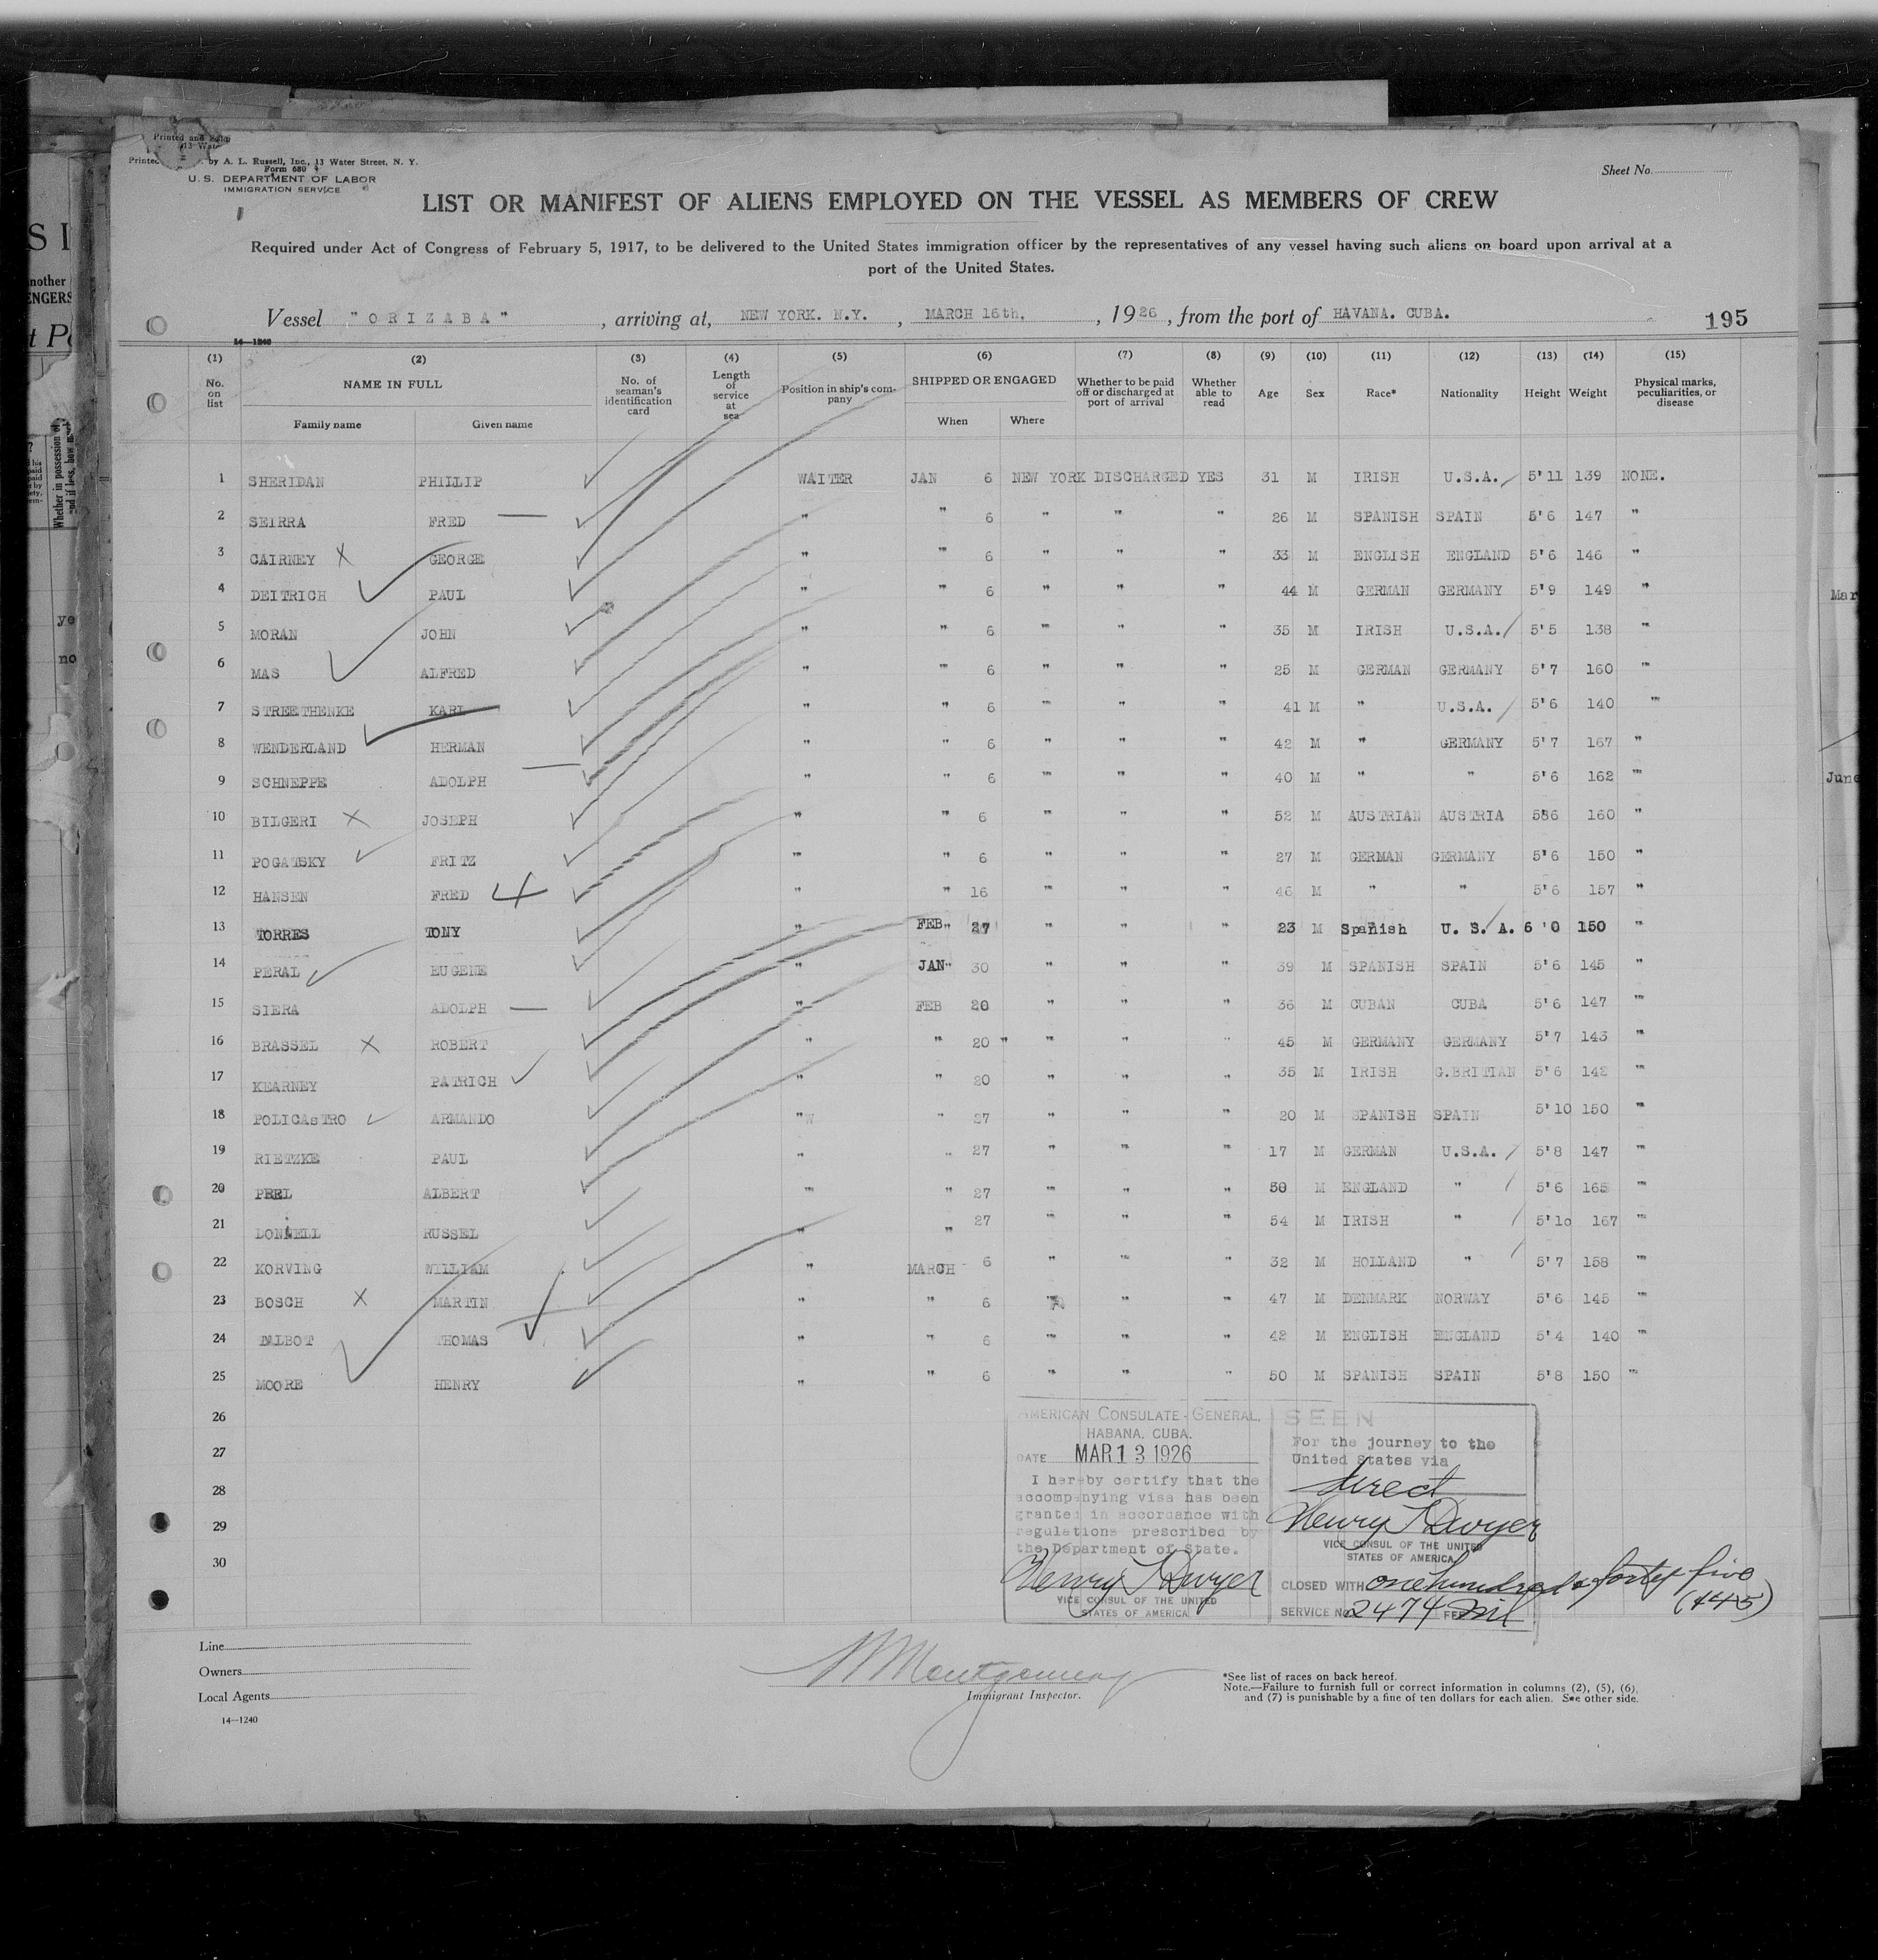 Printed and Sold
13 Wat
Printed by A. L. Russell, Inc., 13 Water Street, N. Y.
Form 680
U. S. DEPARTMENT OF LABOR
IMMIGRATION SERVICE
Sheet No.
LIST OR MANIFEST OF ALIENS EMPLOYED ON THE VESSEL AS MEMBERS OF CREW
Required under Act of Congress of February 5, 1917, to be delivered to the United States immigration officer by the representatives of any vessel having such aliens on board upon arrival at a
port of the United States.
Vessel "ORIZABA", arriving at, NEW YORK. N.Y., MARCH 16th, 1926, from the port of HAVANA. CUBA.
195
14—1240
(1) (2) (3) (4) (5) (6) (7) (8) (9) (10) (11) (12) (13) (14) (15)
No. on list NAME IN FULL Family name Given name No. of seaman's identification card Length of service at sea Position in ship's company SHIPPED OR ENGAGED When Where Whether to be paid off or discharged at port of arrival Whether able to read Age Sex Race* Nationality Height Weight Physical marks, peculiarities, or disease
1 SHERIDAN PHILLIP WAITER JAN 6 NEW YORK DISCHARGED YES 31 M IRISH U.S.A. 5'11 139 NONE.
2 SEIRRA FRED " " 6 " " " 26 M SPANISH SPAIN 5'6 147 "
3 CAIRNEY X GEORGE " " 6 " " " 33 M ENGLISH ENGLAND 5'6 146 "
4 DEITRICH PAUL " " 6 " " " 44 M GERMAN GERMANY 5'9 149 "
5 MORAN JOHN " " 6 " " " 35 M IRISH U.S.A. 5'5 138 "
6 MAS ALFRED " " 6 " " " 25 M GERMAN GERMANY 5'7 160 "
7 STREETHENKE KARL " " 6 " " " 41 M " U.S.A. 5'6 140 "
8 WENDERLAND HERMAN " " 6 " " " 42 M " GERMANY 5'7 167 "
9 SCHNEPPE ADOLPH " " 6 " " " 40 M " " 5'6 162 "
10 BILGERI X JOSEPH " " 6 " " " 52 M AUSTRIAN AUSTRIA 586 160 "
11 POGATSKY FRITZ " " 6 " " " 27 M GERMAN GERMANY 5'6 150 "
12 HANSEN FRED " " 16 " " " 46 M " " 5'6 157 "
13 TORRES TONY " FEB " 27 " " " 23 M Spanish U. S. A. 6'0 150 "
14 PERAL EUGENE " JAN " 30 " " " 39 M SPANISH SPAIN 5'6 145 "
15 SIERA ADOLPH " FEB 20 " " " 36 M CUBAN CUBA 5'6 147 "
16 BRASSEL X ROBERT " " 20 " " " " 45 M GERMANY GERMANY 5'7 143 "
17 KEARNEY PATRICH " " 20 " " " 35 M IRISH G.BRITIAN 5'6 142 "
18 POLICAsTRO ARMANDO " " 27 " " " 20 M SPANISH SPAIN 5'10 150 "
19 RIETZKE PAUL " " 27 " " " 17 M GERMAN U.S.A. 5'8 147 "
20 ALBERT " " 27 " " " 50 M ENGLAND " 5'6 165 "
21 RUSSEL " " 27 " " " 54 M IRISH " 5'10 167 "
22 KORVING WILLIAM " MARCH 6 " " " 32 M HOLLAND " 5'7 158 "
23 BOSCH X MARTIN " " 6 " " " 47 M DENMARK NORWAY 5'6 145 "
24 THOMAS " " 6 " " " 42 M ENGLISH ENGLAND 5'4 140 "
25 MOORE HENRY " " 6 " " " 50 M SPANISH SPAIN 5'8 150 "
26
27
28
29
30
AMERICAN CONSULATE-GENERAL,
HABANA. CUBA.
DATE MAR 13 1926
I hereby certify that the
accompanying visa has been
granted in accordance with
regulations prescribed by
the Department of State.
Henry T Dwyer
VICE CONSUL OF THE UNITED
STATES OF AMERICA
SEEN
For the journey to the
United States via
direct
Henry T Dwyer
VICE CONSUL OF THE UNITED
STATES OF AMERICA
CLOSED WITH one hundred & forty five
(145)
SERVICE No. 2474 FEE nil
Line
Owners
Local Agents
14—1240
Montgomery
Immigrant Inspector.
*See list of races on back hereof.
Note.—Failure to furnish full or correct information in columns (2), (5), (6),
and (7) is punishable by a fine of ten dollars for each alien. See other side.
nother
ENGERS
Whether in possession of
ye
no
Mar
June